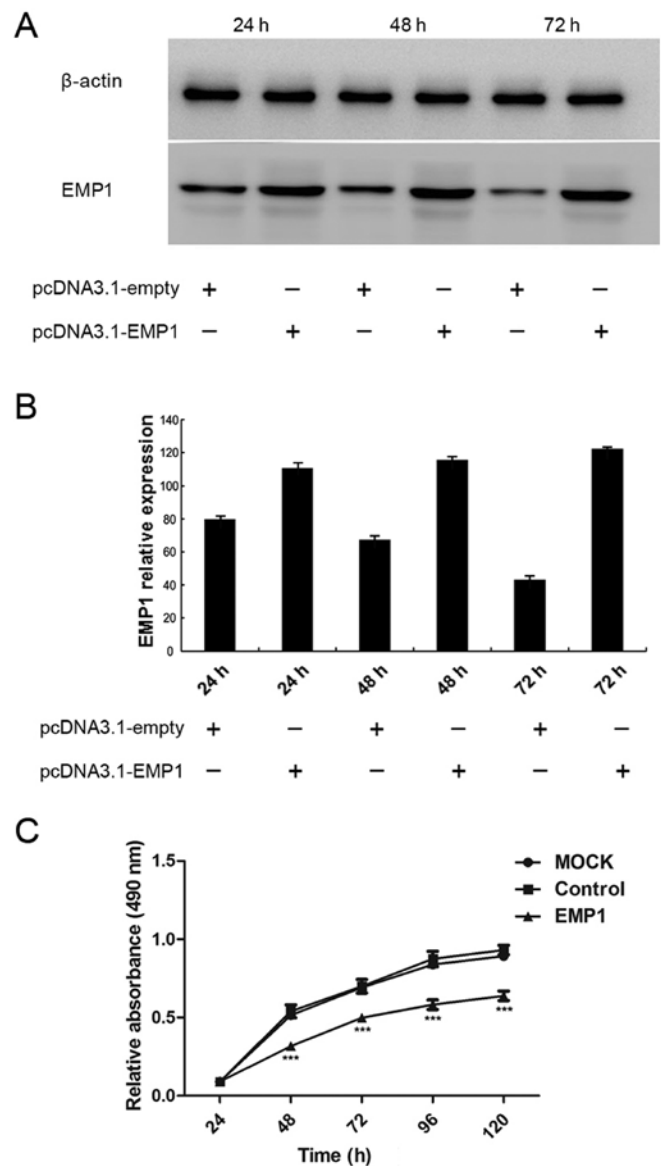 A
24 h 48 h 72 h
β-actin
EMP1
pcDNA3.1-empty + − + − + −
pcDNA3.1-EMP1 − + − + − +
B
EMP1 relative expression
140
120
100
80
60
40
20
0
24 h 24 h 48 h 48 h 72 h 72 h
pcDNA3.1-empty + − + − + −
pcDNA3.1-EMP1 − + − + − +
C
Relative absorbance (490 nm)
1.5
1.0
0.5
0.0
MOCK
Control
EMP1
*** *** *** ***
24 48 72 96 120
Time (h)